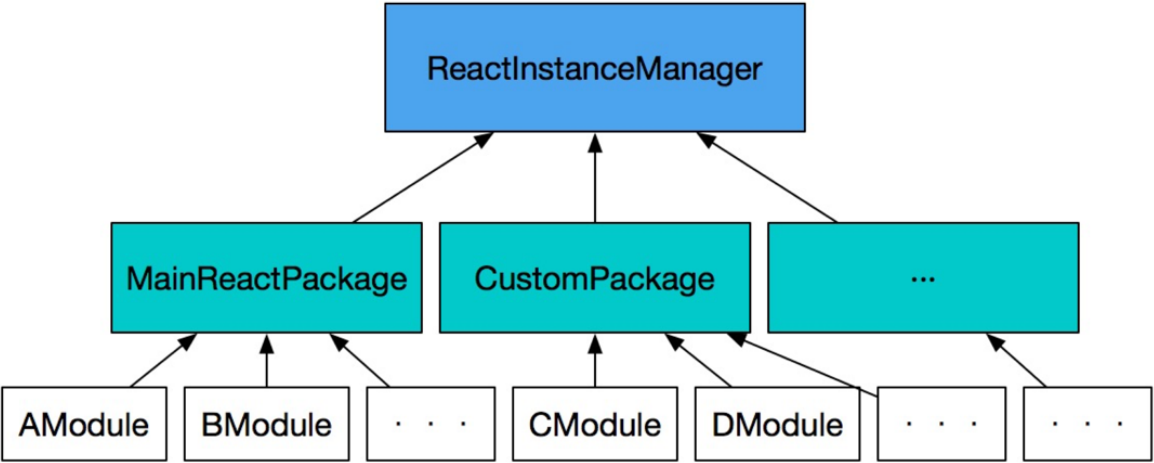 ReactInstanceManager
MainReactPackage
CustomPackage
...
AModule
BModule
. . .
CModule
DModule
. . .
. . .